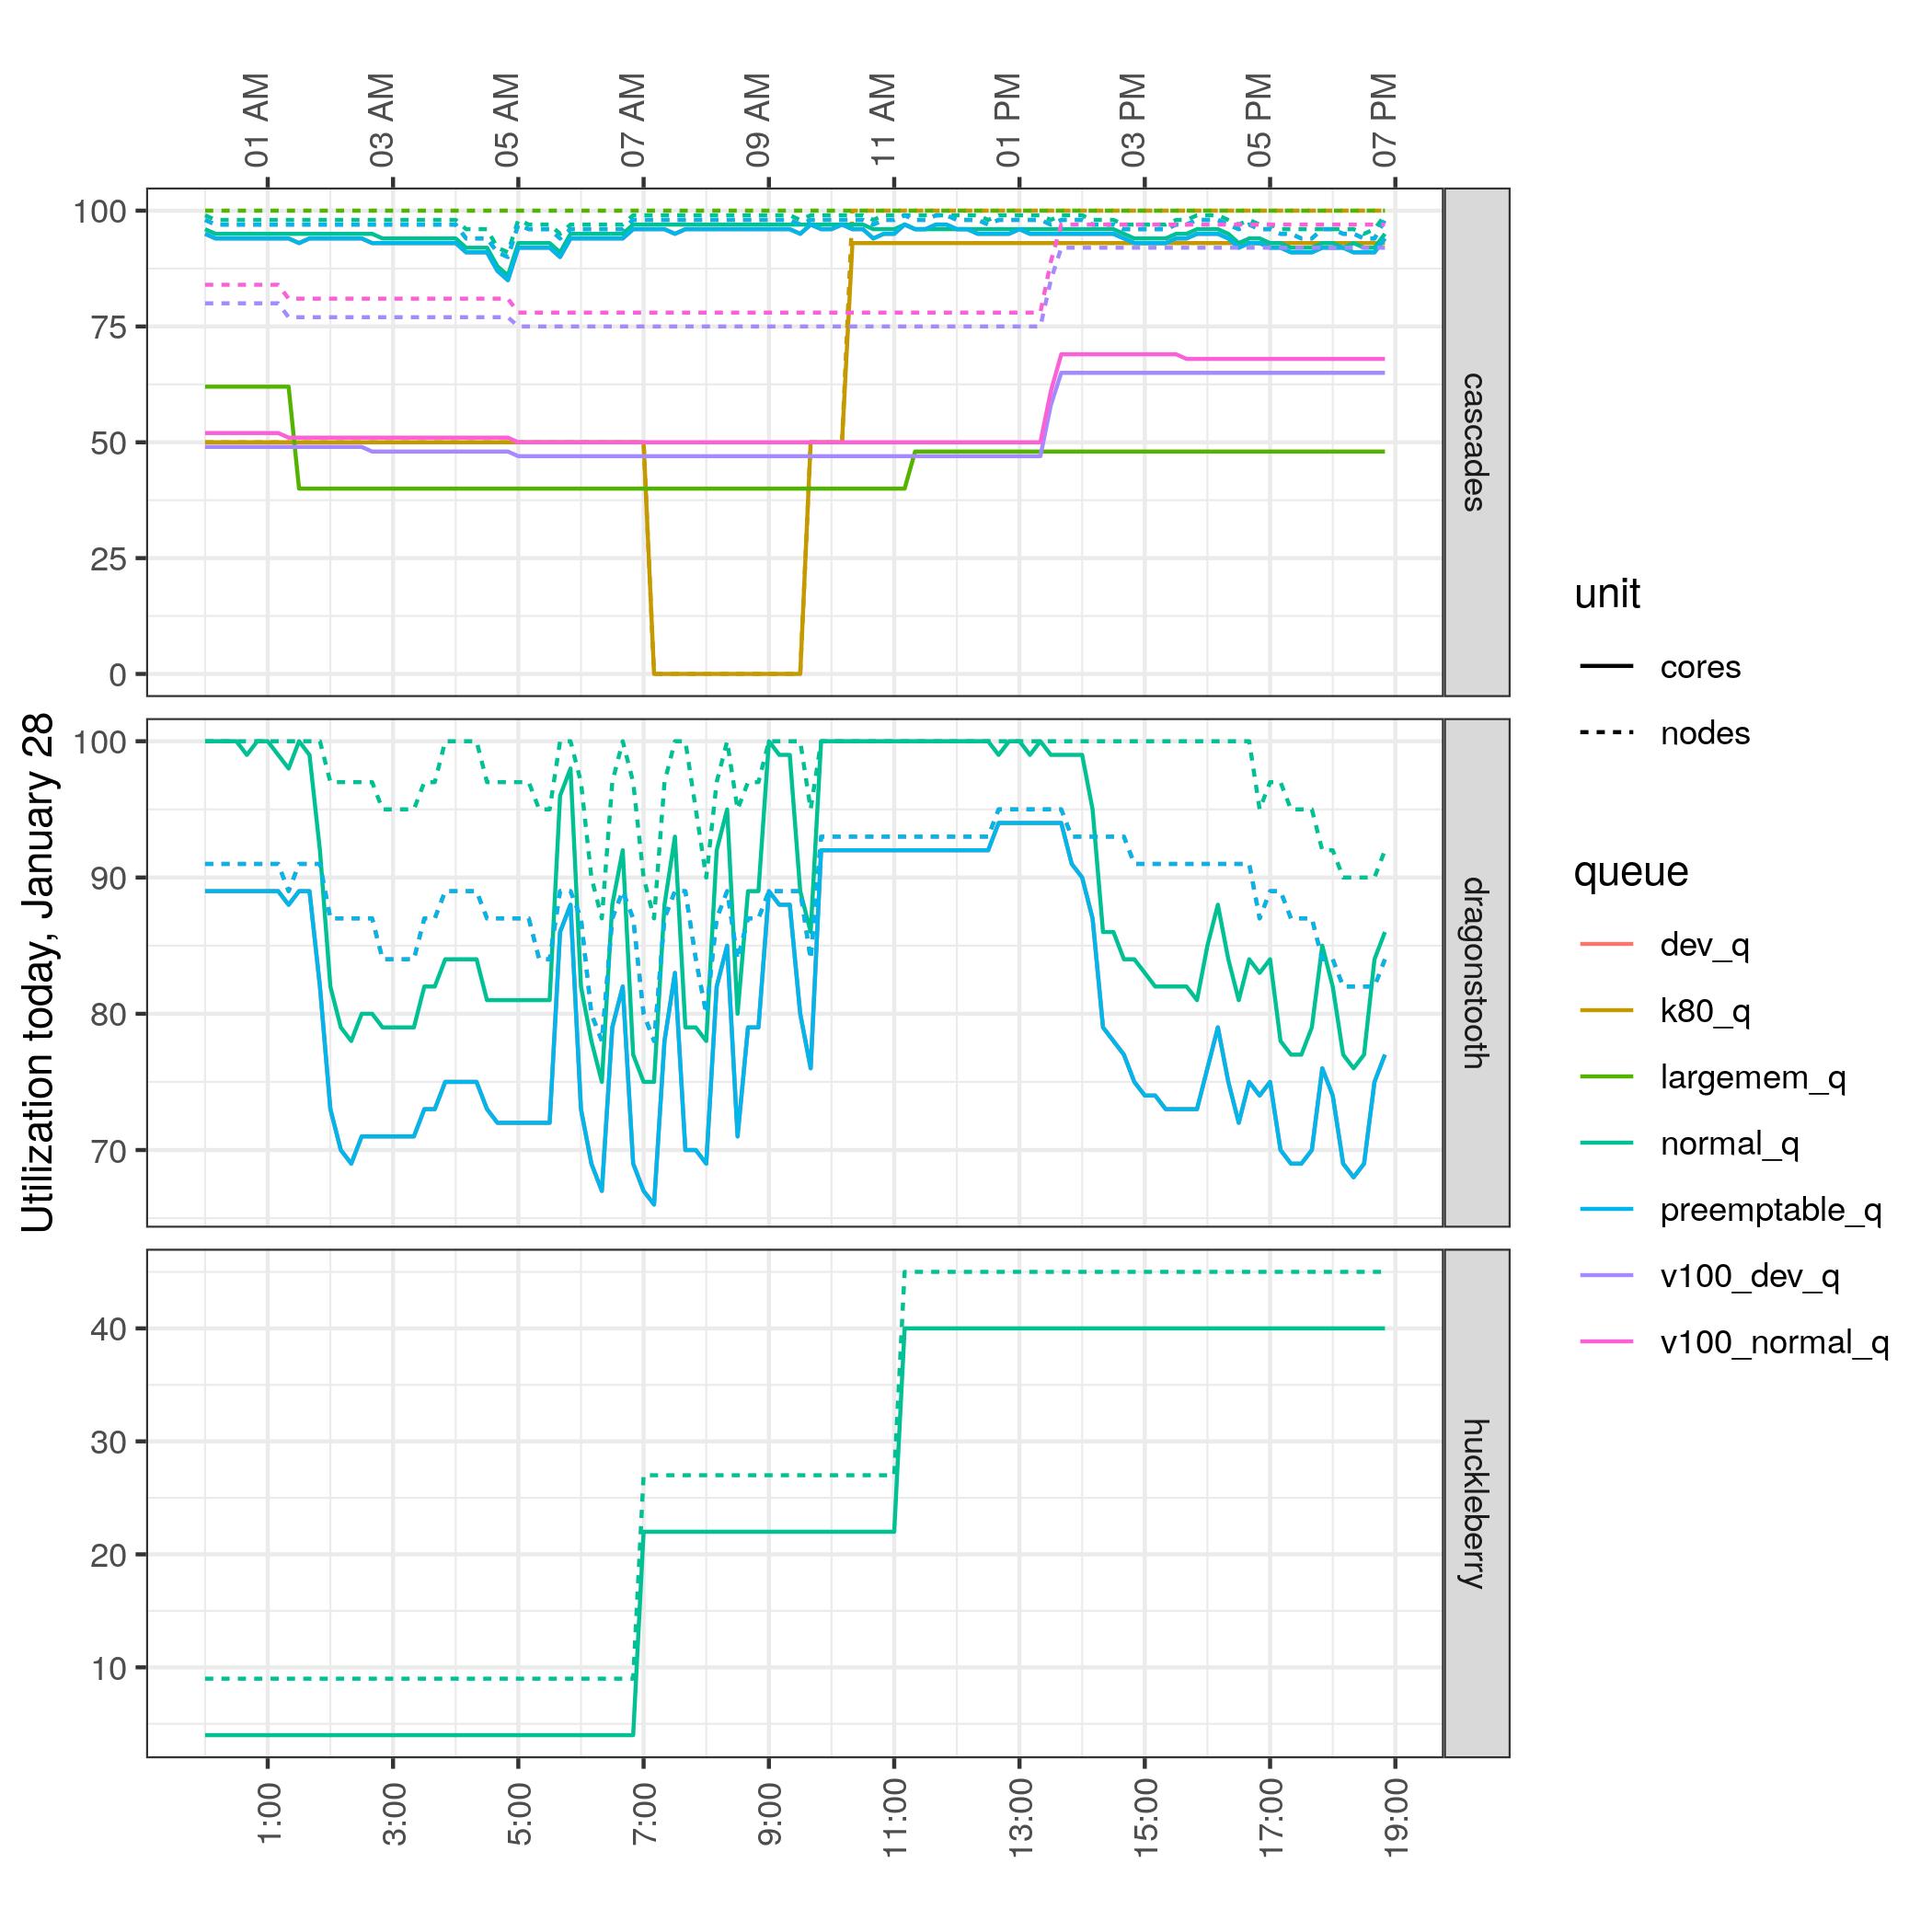 01 AM
03 AM
05 AM
07 AM
09 AM
11 AM
01 PM
03 PM
05 PM
07 PM
Utilization today, January 28
100
75
50
25
0
cascades
100
90
80
70
dragonstooth
40
30
20
10
huckleberry
1:00
3:00
5:00
7:00
9:00
11:00
13:00
15:00
17:00
19:00
unit
cores
nodes
queue
dev_q
k80_q
largemem_q
normal_q
preemptable_q
v100_dev_q
v100_normal_q